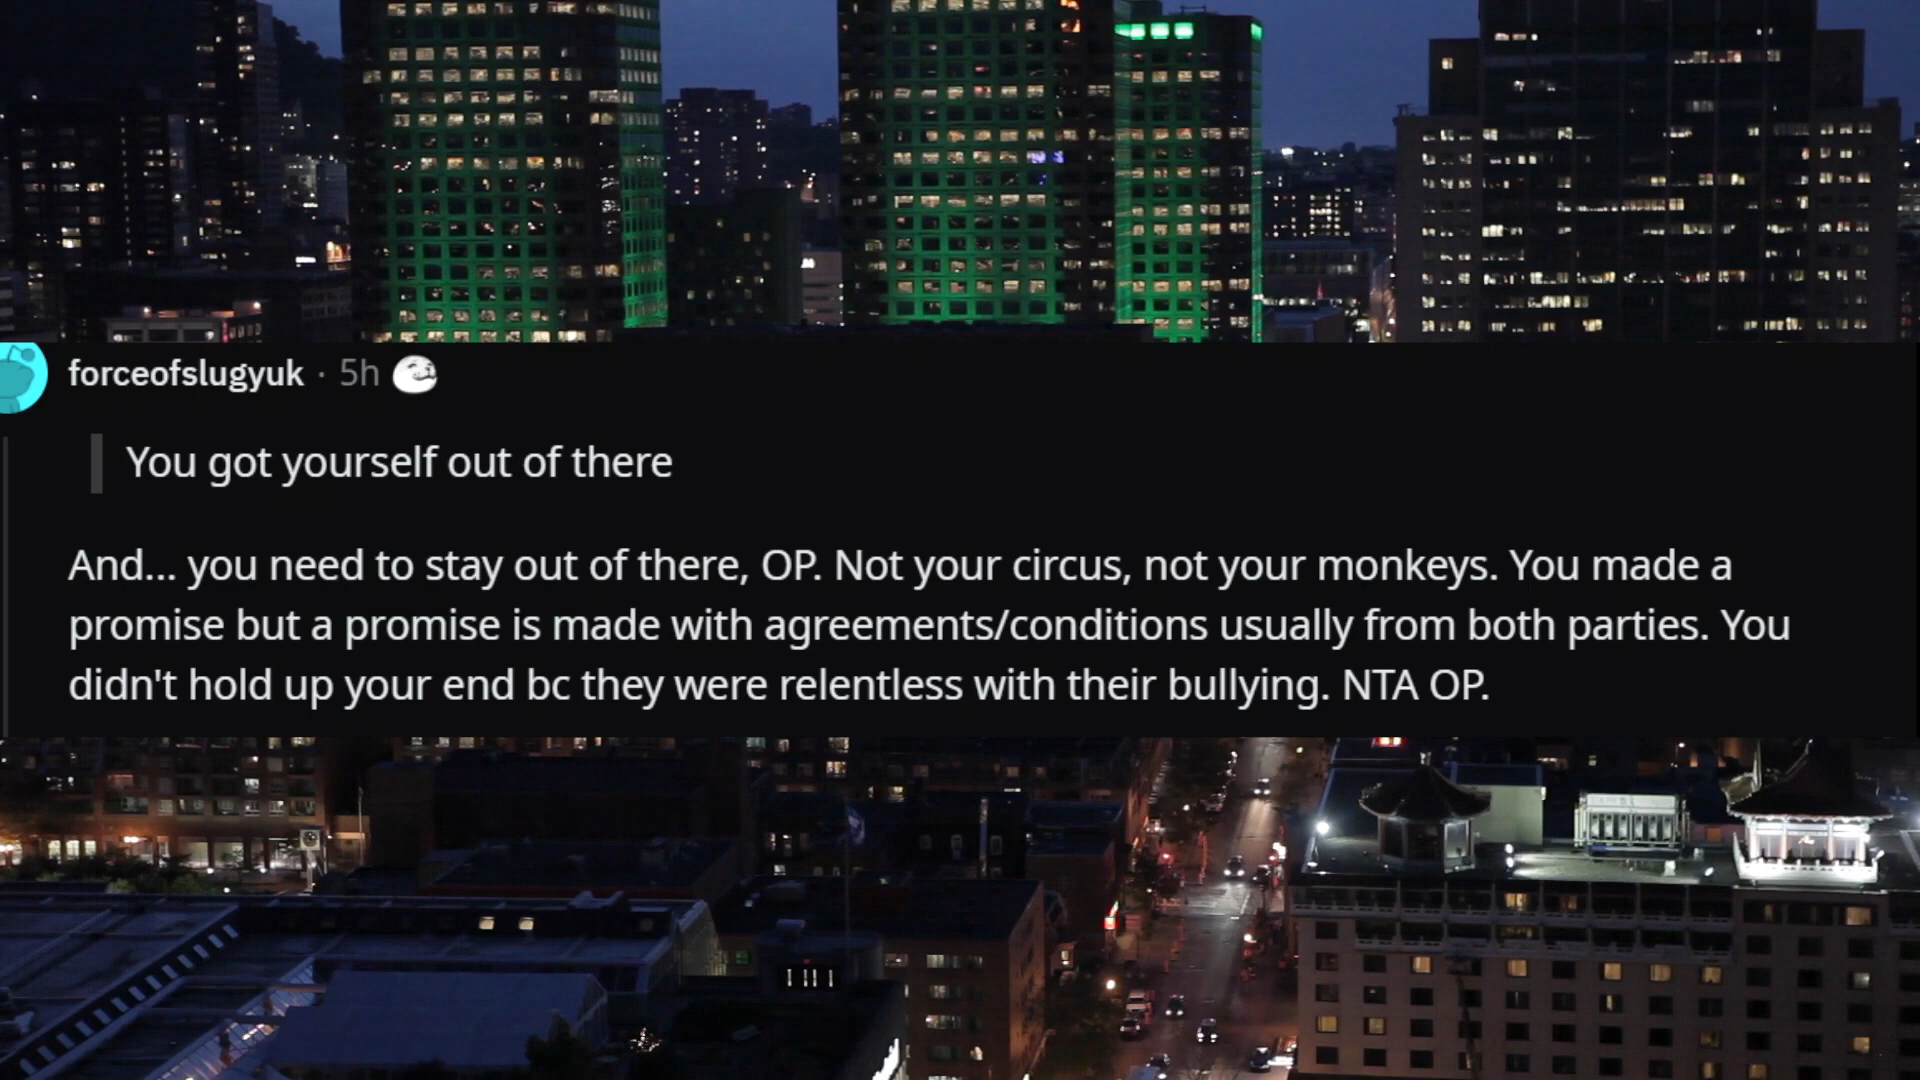 forceofslugyuk · 5h
You got yourself out of there
And... you need to stay out of there, OP. Not your circus, not your monkeys. You made a
promise but a promise is made with agreements/conditions usually from both parties. You
didn't hold up your end bc they were relentless with their bullying. NTA OP.